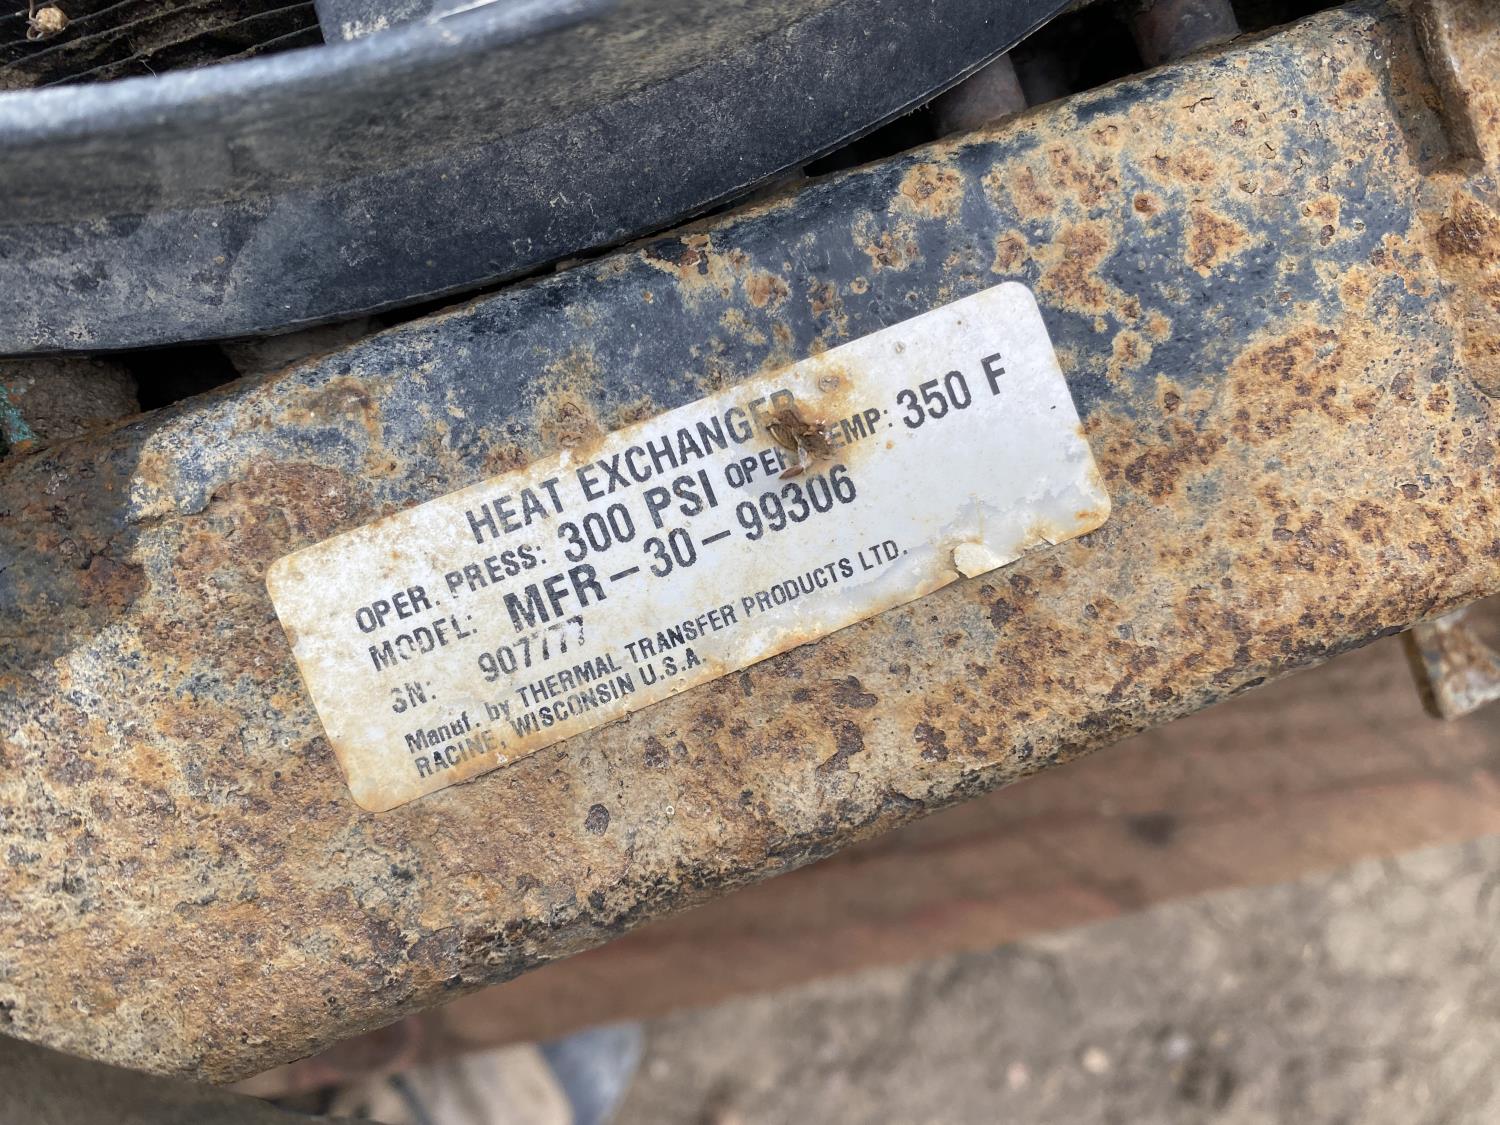 HEAT EXCHANGER
OPER. PRESS: 300 PSI OPER TEMP: 350 F
MODEL: MFR-30-99306
SN: 907777
Manuf. by THERMAL TRANSFER PRODUCTS LTD.
RACINE, WISCONSIN U.S.A.